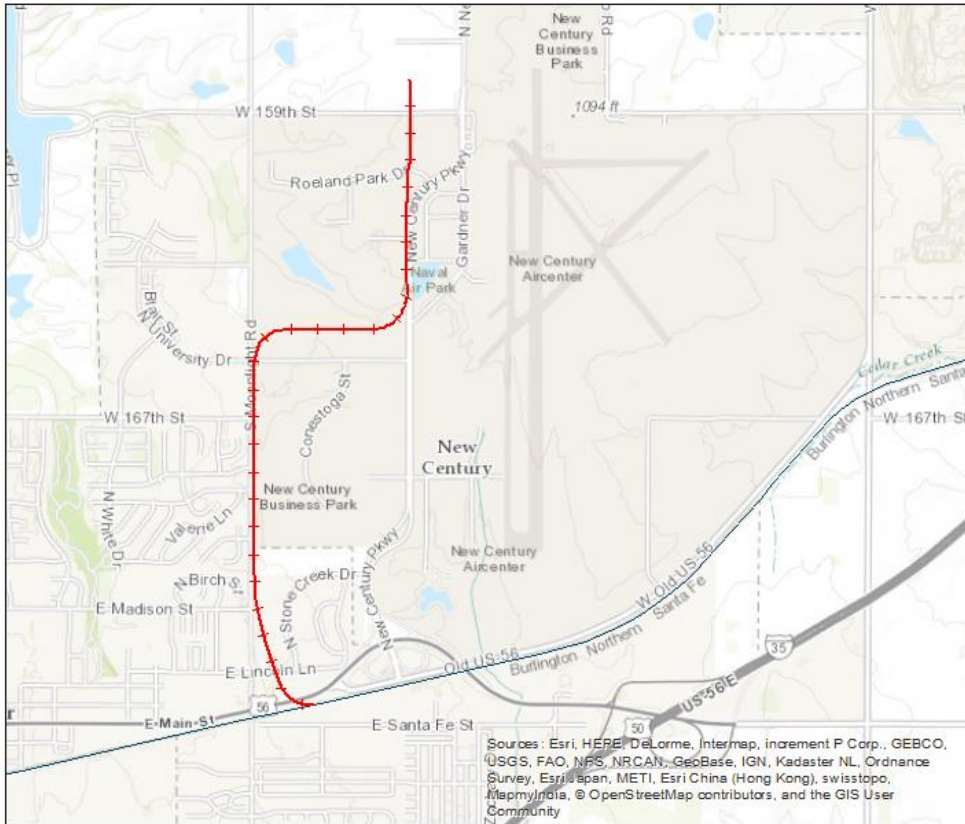 New
Century
Business
Park
N Ne
Rd
W 159th St
1094 ft
Roeland Park Dr
New Century Pkwy
Gardner Dr
New Century
Aircenter
Naval
Air Park
Blair St
N University Dr
S Moonlight Rd
Cedar Creek
Burlington Northern Santa
W 167th St
Conestoga St
W 167th St
New
Century
New Century
Business Park
N White Dr
Valerie Ln
New Century Pkwy
New Century
Aircenter
W Old US-56
N Birch St
N Stone Creek Dr
E Madison St
Old US-56
Burlington Northern Santa Fe
35
E Lincoln Ln
US-56 E
56
50
r
E Main St
E Santa Fe St
Sources: Esri, HERE, DeLorme, Intermap, increment P Corp., GEBCO,
USGS, FAO, NPS, NRCAN, GeoBase, IGN, Kadaster NL, Ordnance
Survey, Esri Japan, METI, Esri China (Hong Kong), swisstopo,
MapmyIndia, © OpenStreetMap contributors, and the GIS User
Community